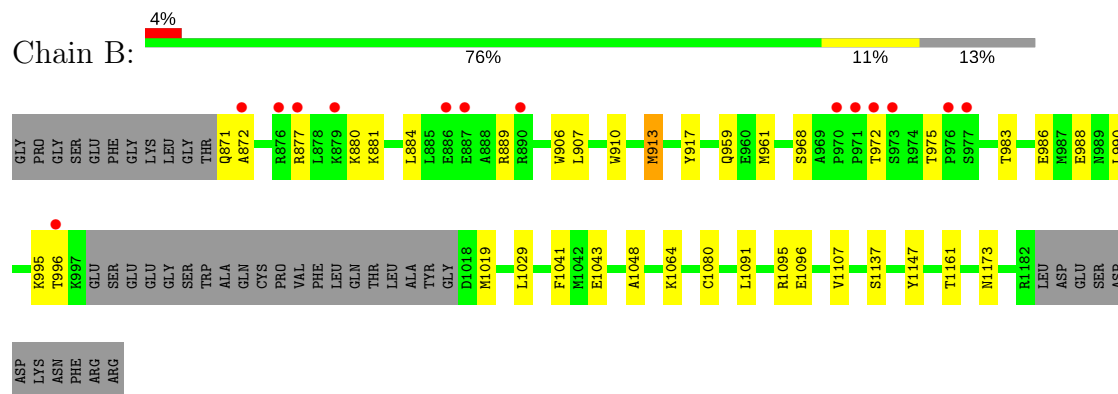 4%
Chain B:
76% 11% 13%
GLY PRO GLY SER GLU PHE GLY LYS LEU GLY THR Q871 A872 R876 R877 L878 K879 K880 K881 L884 L885 E886 E887 A888 R889 R890 W906 L907 W910 M913 Y917 Q959 E960 M961 S968 A969 P970 P971 T972 S973 R974 T975 P976 S977 T983 E986 M987 E988 N989 L990
K995 T996 K997 GLU SER GLU GLU GLY SER TRP ALA GLN CYS PRO VAL PHE LEU GLN THR LEU ALA TYR GLY D1018 M1019 L1029 F1041 M1042 E1043 A1048 K1064 C1080 L1091 R1095 E1096 V1107 S1137 Y1147 T1161 N1173 R1182 LEU ASP GLU SER ASP
ASP LYS ASN PHE ARG ARG